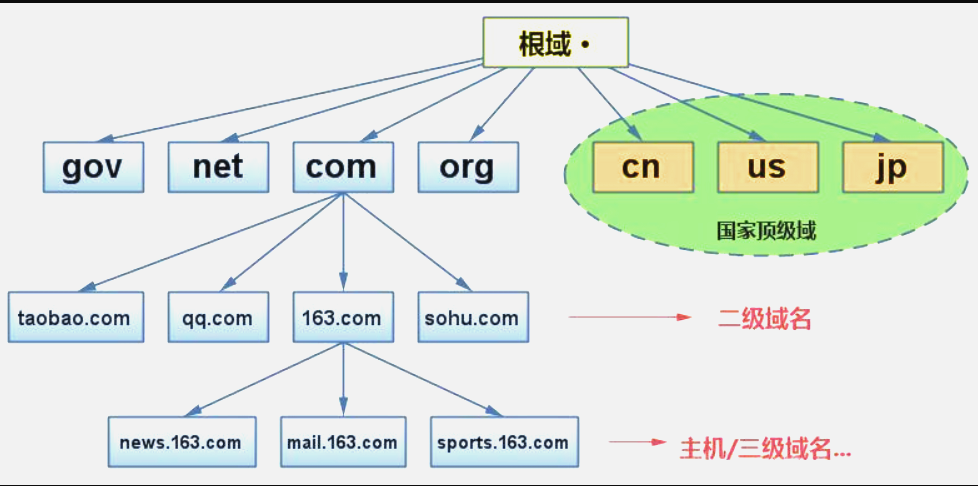 根域 ·
gov
net
com
org
cn
us
jp
国家顶级域
taobao.com
qq.com
163.com
sohu.com
二级域名
news.163.com
mail.163.com
sports.163.com
主机/三级域名...